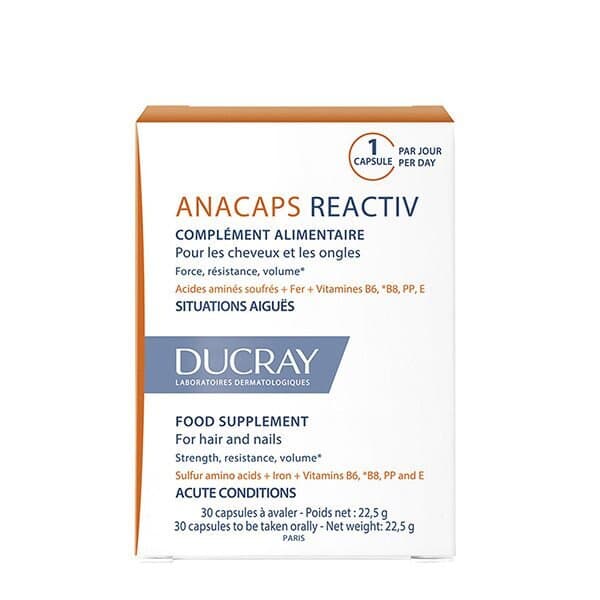 1
CAPSULE
PAR JOUR
PER DAY
ANACAPS REACTIV
COMPLÉMENT ALIMENTAIRE
Pour les cheveux et les ongles
Force, résistance, volume*
Acides aminés soufrés + Fer + Vitamines B6, *B8, PP, E
SITUATIONS AIGUËS
DUCRAY
LABORATOIRES DERMATOLOGIQUES
FOOD SUPPLEMENT
For hair and nails
Strength, resistance, volume*
Sulfur amino acids + Iron + Vitamins B6, *B8, PP and E
ACUTE CONDITIONS
30 capsules à avaler - Poids net : 22,5 g
30 capsules to be taken orally - Net weight: 22,5 g
PARIS